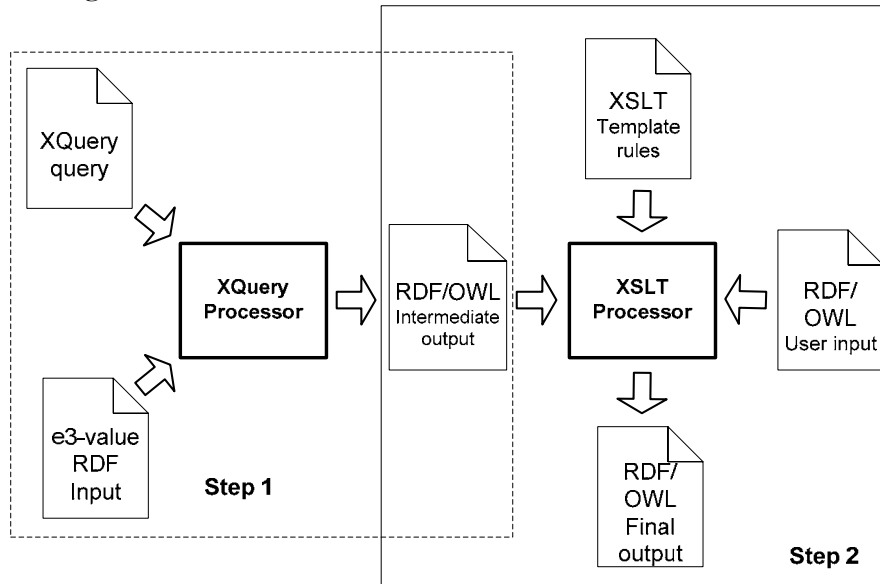 XQuery
query
XQuery
Processor
e3-value
RDF
Input
Step 1
RDF/OWL
Intermediate
output
XSLT
Template
rules
XSLT
Processor
RDF/
OWL
User input
RDF/
OWL
Final
output
Step 2